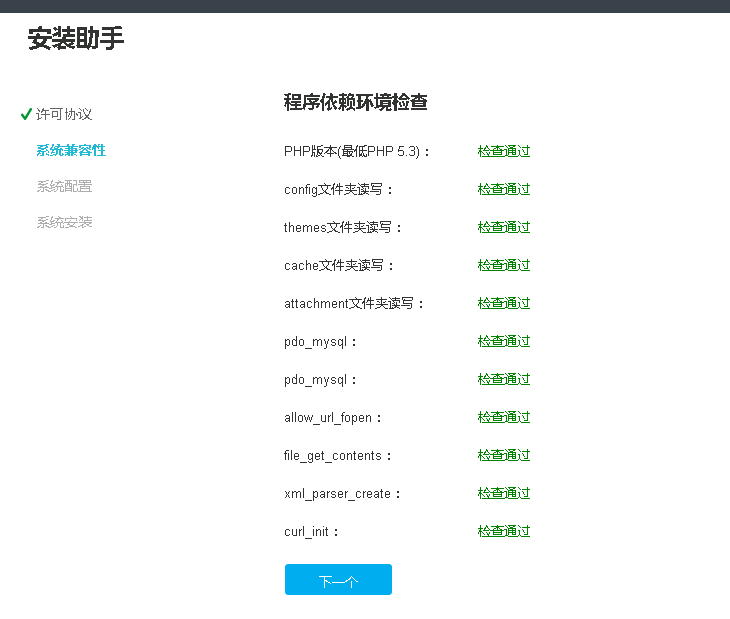 安装助手
许可协议
系统兼容性
系统配置
系统安装
程序依赖环境检查
PHP版本(最低PHP 5.3)： 检查通过
config文件夹读写： 检查通过
themes文件夹读写： 检查通过
cache文件夹读写： 检查通过
attachment文件夹读写： 检查通过
pdo_mysql： 检查通过
pdo_mysql： 检查通过
allow_url_fopen： 检查通过
file_get_contents： 检查通过
xml_parser_create： 检查通过
curl_init： 检查通过
下一个